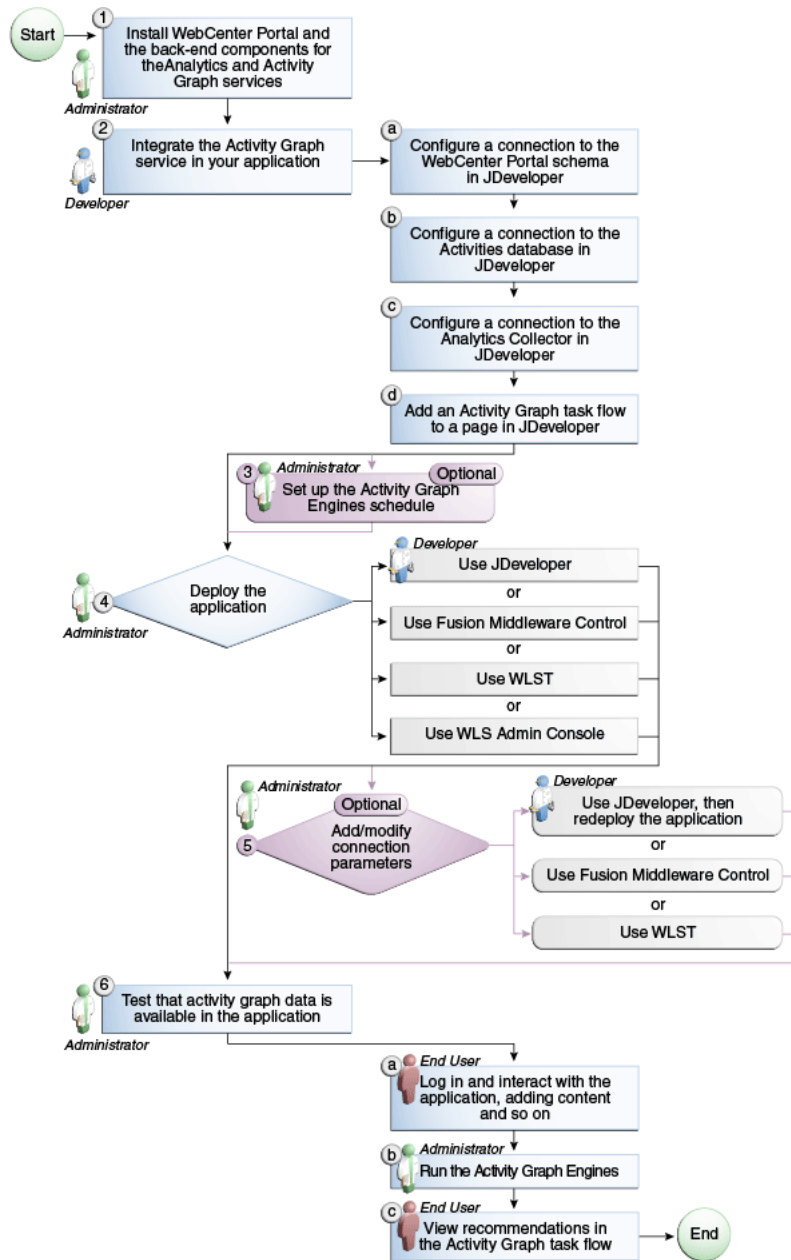 Start
1
Install WebCenter Portal and
the back-end components for
theAnalytics and Activity
Graph services
Administrator
2
Integrate the Activity Graph
service in your application
Developer
a
Configure a connection to the
WebCenter Portal schema
in JDeveloper
b
Configure a connection to the
Activities database in
JDeveloper
c
Configure a connection to the
Analytics Collector in
JDeveloper
d
Add an Activity Graph task flow
to a page in JDeveloper
3
Administrator
Optional
Set up the Activity Graph
Engines schedule
4
Deploy the
application
Administrator
Developer
Use JDeveloper
or
Use Fusion Middleware Control
or
Use WLST
or
Use WLS Admin Console
Administrator
Optional
5
Add/modify
connection
parameters
Developer
Use JDeveloper, then
redeploy the application
or
Use Fusion Middleware Control
or
Use WLST
6
Test that activity graph data is
available in the application
Administrator
a
End User
Log in and interact with the
application, adding content
and so on
b
Administrator
Run the Activity Graph Engines
c
End User
View recommendations in
the Activity Graph task flow
End